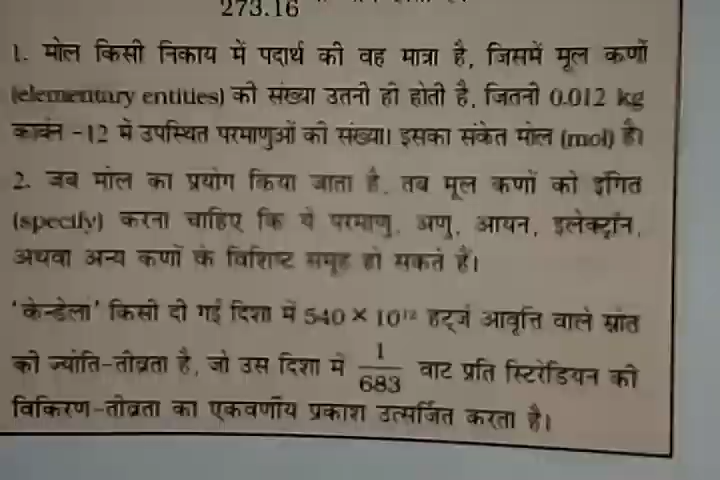 273.16
1. मोल किसी निकाय में पदार्थ की वह मात्रा है, जिसमें मूल कणों
(elementary entities) की संख्या उतनी ही होती है, जितनी 0.012 kg
कार्बन -12 में उपस्थित परमाणुओं की संख्या। इसका संकेत मोल (mol) है।
2. जब मोल का प्रयोग किया जाता है, तब मूल कणों को इंगित
(specify) करना चाहिए कि ये परमाणु, अणु, आयन, इलेक्ट्रॉन,
अथवा अन्य कणों के विशिष्ट समूह हो सकते हैं।
'केन्डेला' किसी दी गई दिशा में 540 × 10¹² हर्ट्ज़ आवृत्ति वाले स्रोत
की ज्योति-तीव्रता है, जो उस दिशा में 1/683 वाट प्रति स्टिरेडियन की
विकिरण-तीव्रता का एकवर्णीय प्रकाश उत्सर्जित करता है।